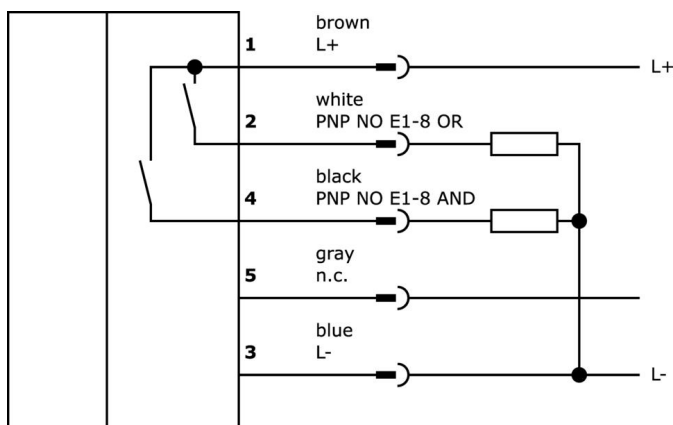 brown
1 L+ L+
white
2 PNP NO E1-8 OR
black
4 PNP NO E1-8 AND
gray
5 n.c.
blue
3 L- L-